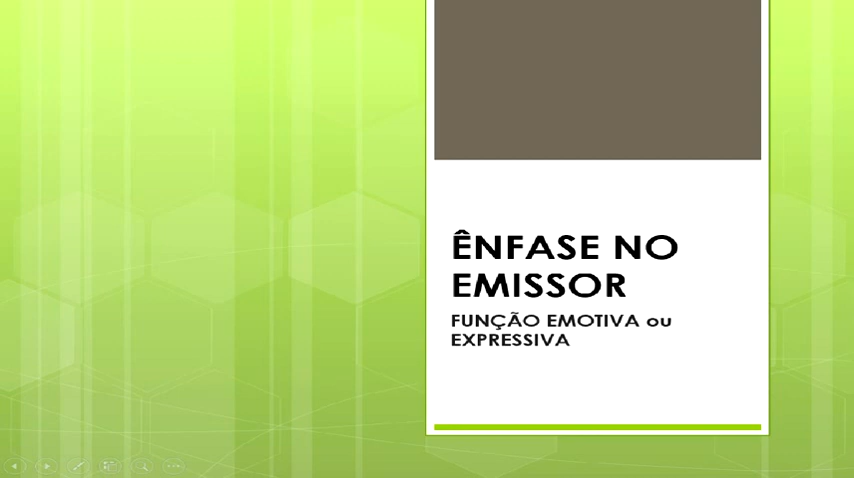 ÊNFASE NO
EMISSOR
FUNÇÃO EMOTIVA ou
EXPRESSIVA